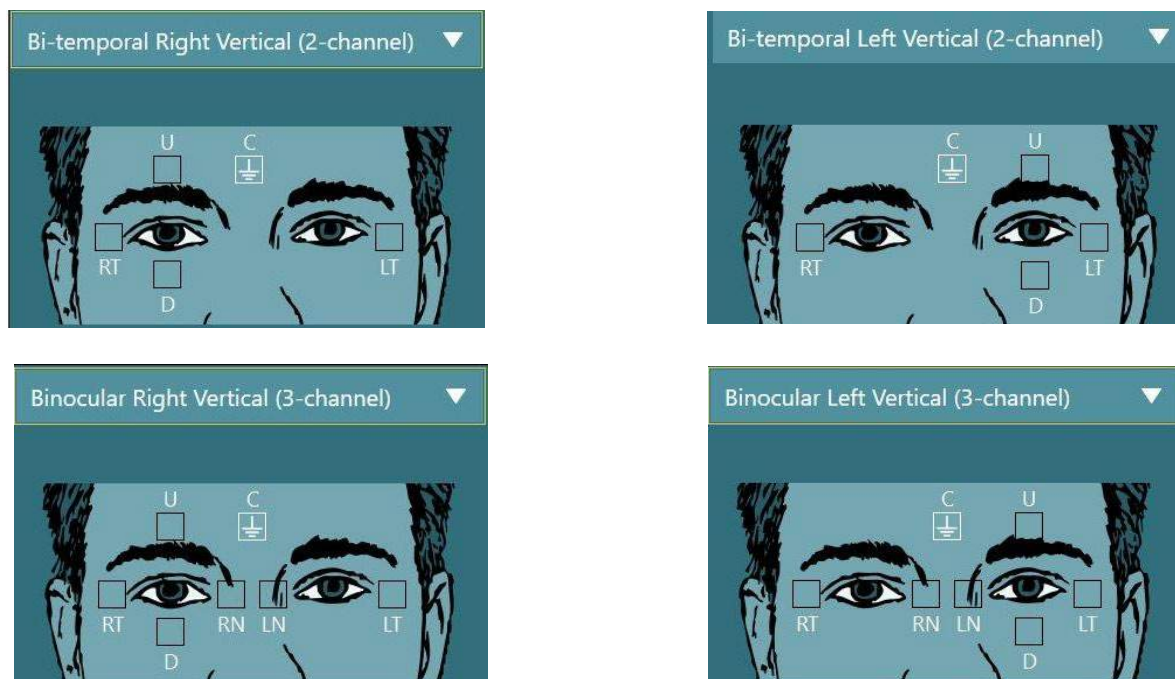 Bi-temporal Right Vertical (2-channel)
U C
RT LT
D
Bi-temporal Left Vertical (2-channel)
C U
RT LT
D
Binocular Right Vertical (3-channel)
U C
RT RN LN LT
D
Binocular Left Vertical (3-channel)
C U
RT RN LN LT
D